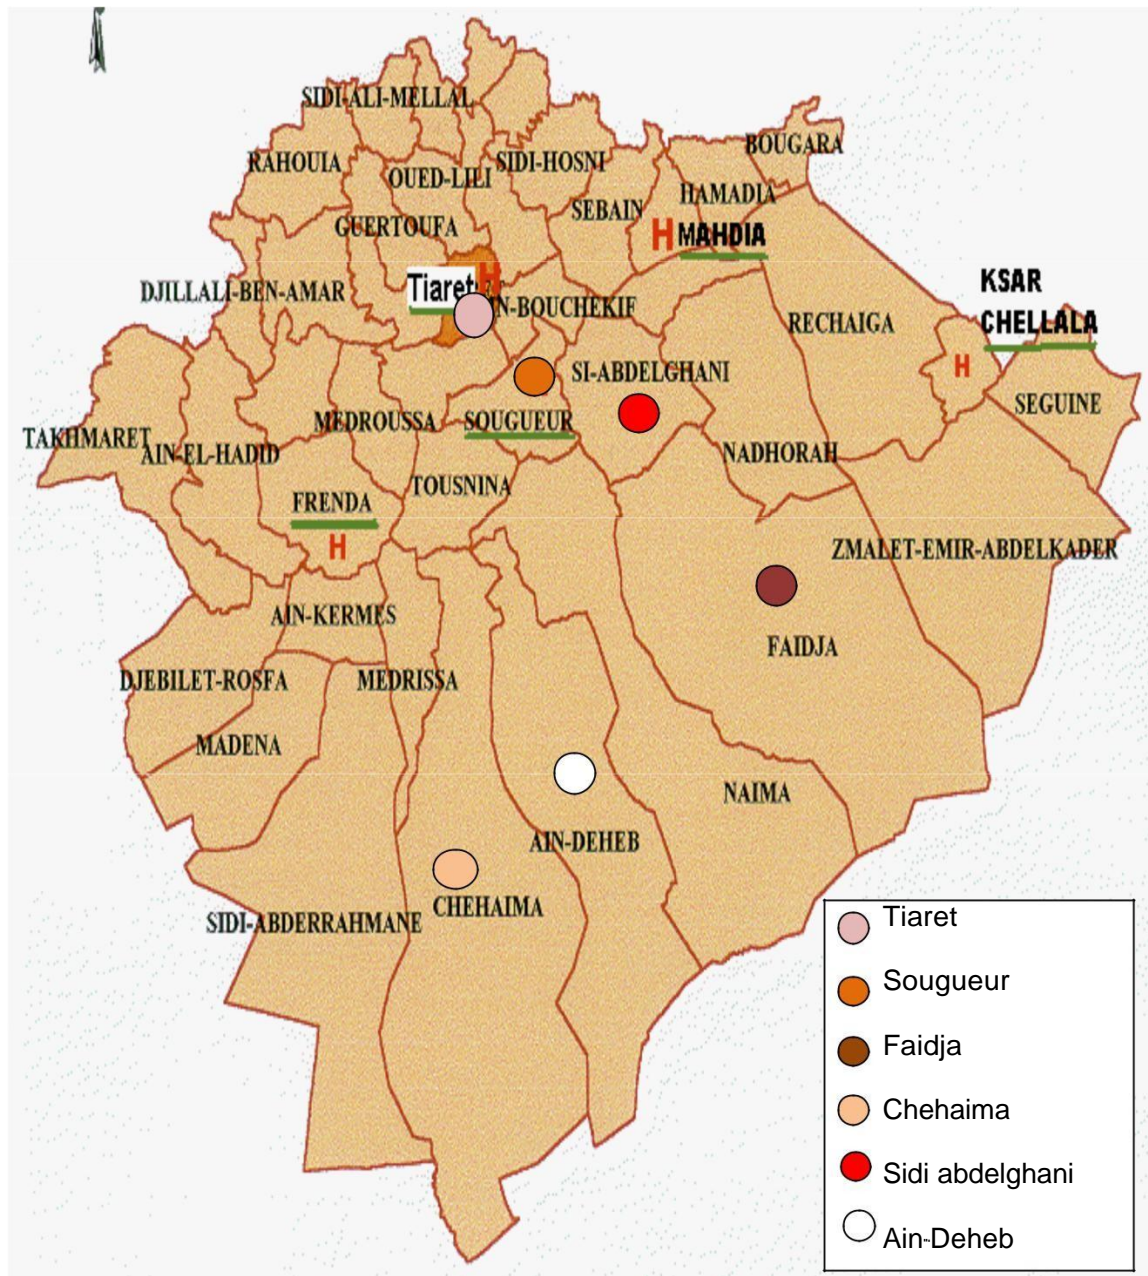 SIDI-ALI-MELLAL
BOUGARA
RAHOUIA
SIDI-HOSNI
OUED-LILI
HAMADIA
SEBAIN
GUERTOUFA
H MAHDIA
H
Tiaret
KSAR
CHELLALA
DJILLALI-BEN-AMAR
N-BOUCHEKIF
RECHAIGA
H
SI-ABDELGHANI
SEGUINE
MEDROUSSA
SOUGUEUR
TAKHMARET
AIN-EL-HADID
NADHORAH
TOUSNINA
FRENDA
H
ZMALET-EMIR-ABDELKADER
AIN-KERMES
FAIDJA
DJEBILET-ROSFA
MEDRISSA
MADENA
NAIMA
AIN-DEHEB
CHEHAIMA
SIDI-ABDERRAHMANE
Tiaret
Sougueur
Faidja
Chehaima
Sidi abdelghani
Ain-Deheb